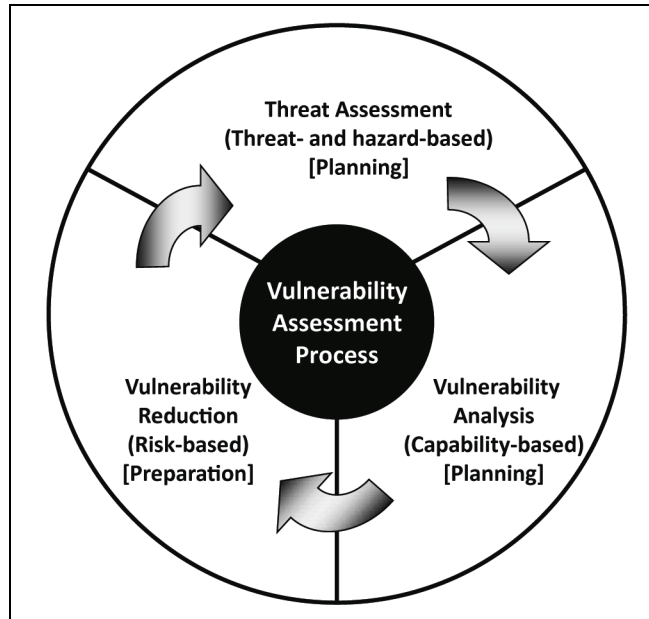 Threat Assessment
(Threat- and hazard-based)
[Planning]
Vulnerability
Assessment
Process
Vulnerability
Reduction
(Risk-based)
[Preparation]
Vulnerability
Analysis
(Capability-based)
[Planning]